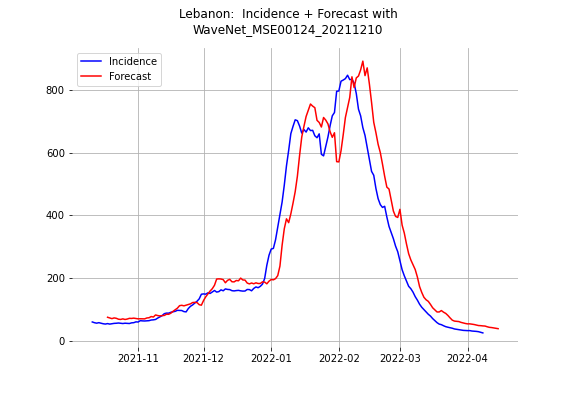 Lebanon:  Incidence + Forecast with
WaveNet_MSE00124_20211210
Incidence
Forecast
800
600
400
200
0
2021-11
2021-12
2022-01
2022-02
2022-03
2022-04